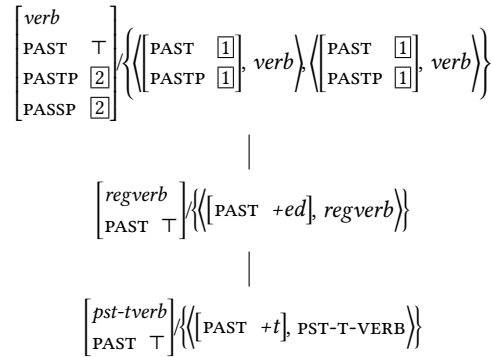 [verb
PAST ⊤
PASTP [2]
PASSP [2]]/{⟨[PAST [1] PASTP [1]], verb⟩,⟨[PAST [1] PASTP [1]], verb⟩}
[regverb
PAST ⊤]/{⟨[PAST +ed], regverb⟩}
[pst-tverb
PAST ⊤]/{⟨[PAST +t], PST-T-VERB⟩}